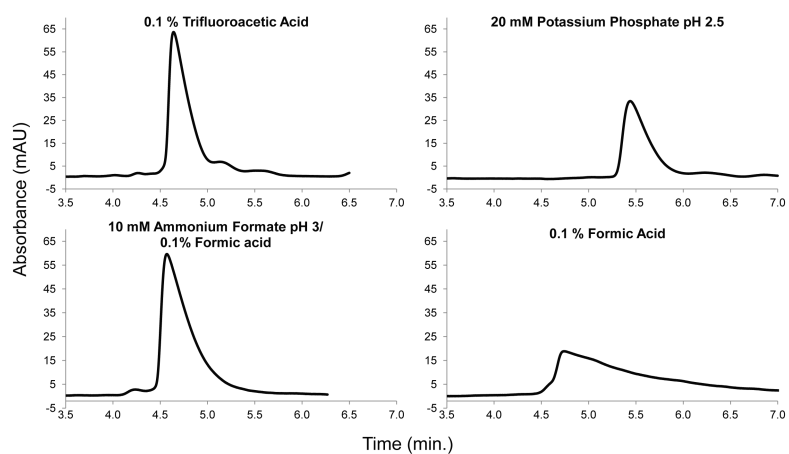 0.1 % Trifluoroacetic Acid
20 mM Potassium Phosphate pH 2.5
65
55
45
35
25
15
5
-5
3.5 4.0 4.5 5.0 5.5 6.0 6.5 7.0
65
55
45
35
25
15
5
-5
3.5 4.0 4.5 5.0 5.5 6.0 6.5 7.0
Absorbance (mAU)
10 mM Ammonium Formate pH 3/
0.1% Formic acid
0.1 % Formic Acid
65
55
45
35
25
15
5
-5
3.5 4.0 4.5 5.0 5.5 6.0 6.5 7.0
65
55
45
35
25
15
5
-5
3.5 4.0 4.5 5.0 5.5 6.0 6.5 7.0
Time (min.)